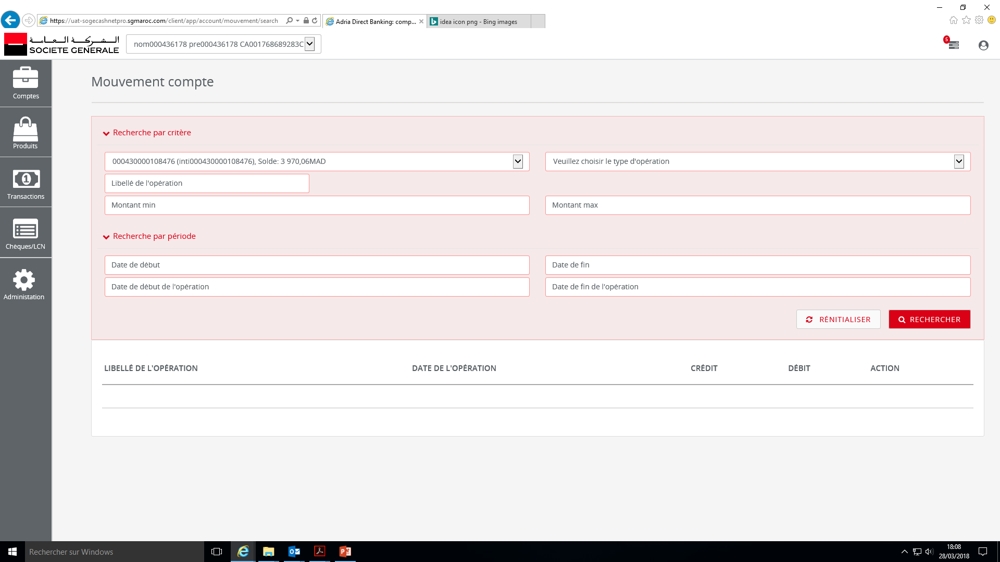 https://uat-sogecashnetpro.sgmaroc.com/client/app/account/mouvement/search
Adria Direct Banking: comp...
idea icon png - Bing images
الشركة العامة
SOCIETE GENERALE
nom000436178 pre000436178 CA001768689283C
5
Comptes
Produits
1
Transactions
Chèques/LCN
Administation
Mouvement compte
Recherche par critère
000430000108476 (inti000430000108476), Solde: 3 970,06MAD
Veuillez choisir le type d'opération
Libellé de l'opération
Montant min
Montant max
Recherche par période
Date de début
Date de fin
Date de début de l'opération
Date de fin de l'opération
RÉNITIALISER
RECHERCHER
LIBELLÉ DE L'OPÉRATION
DATE DE L'OPÉRATION
CRÉDIT
DÉBIT
ACTION
Rechercher sur Windows
18:08
28/03/2018